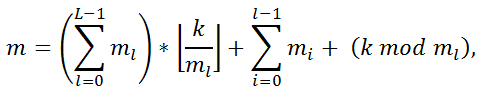 m = (∑_{l=0}^{L−1} m_l) * ⌊k/m_l⌋ + ∑_{i=0}^{l−1} m_i + (k mod m_l),